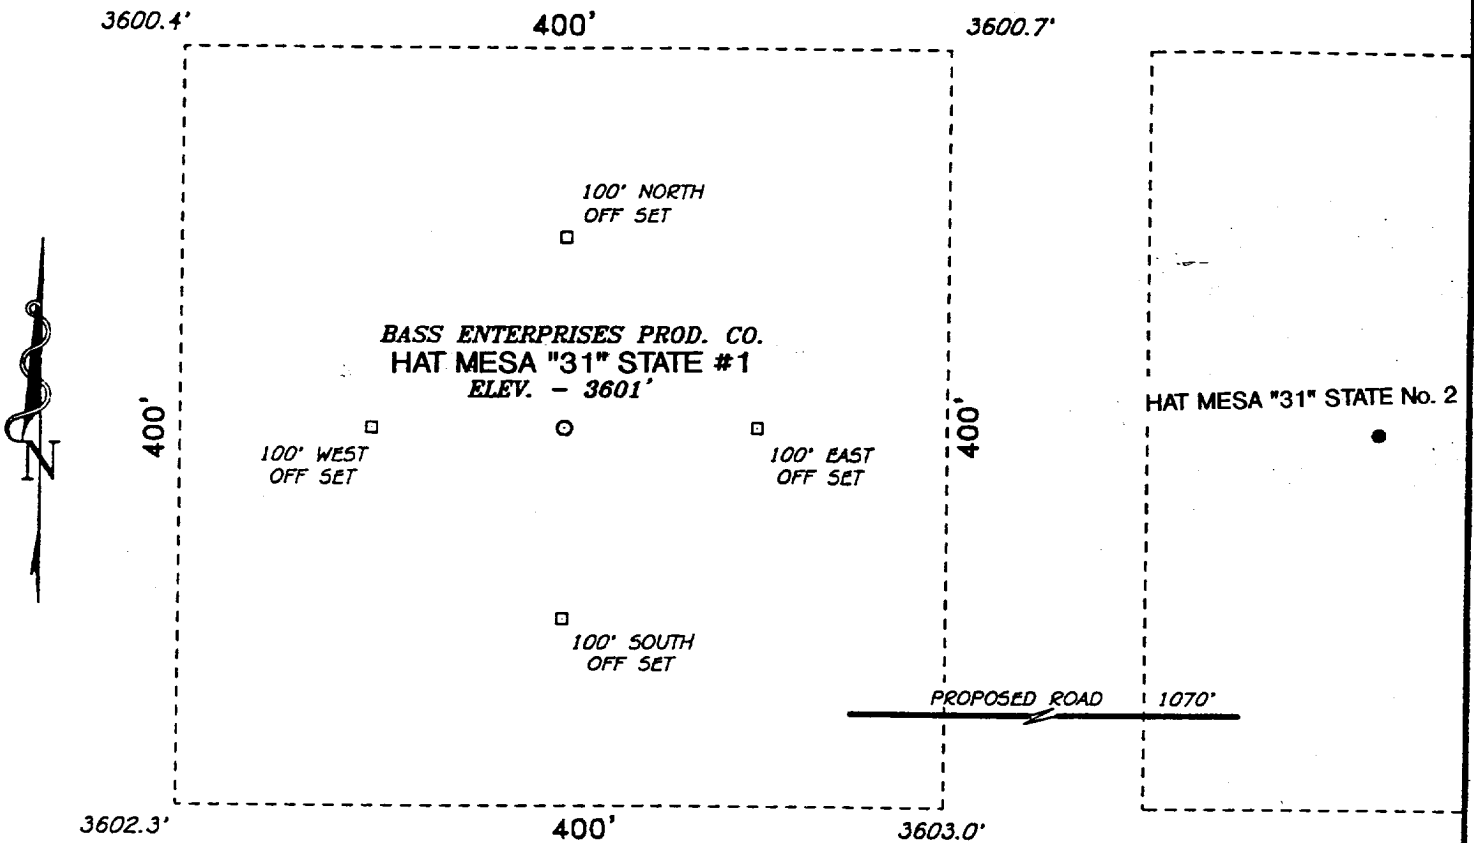 3600.4'
400'
3600.7'
100' NORTH
OFF SET
BASS ENTERPRISES PROD. CO.
HAT MESA "31" STATE #1
ELEV. - 3601'
400'
400'
HAT MESA "31" STATE No. 2
N
100' WEST
OFF SET
100' EAST
OFF SET
100' SOUTH
OFF SET
PROPOSED ROAD 1070'
3602.3'
400'
3603.0'